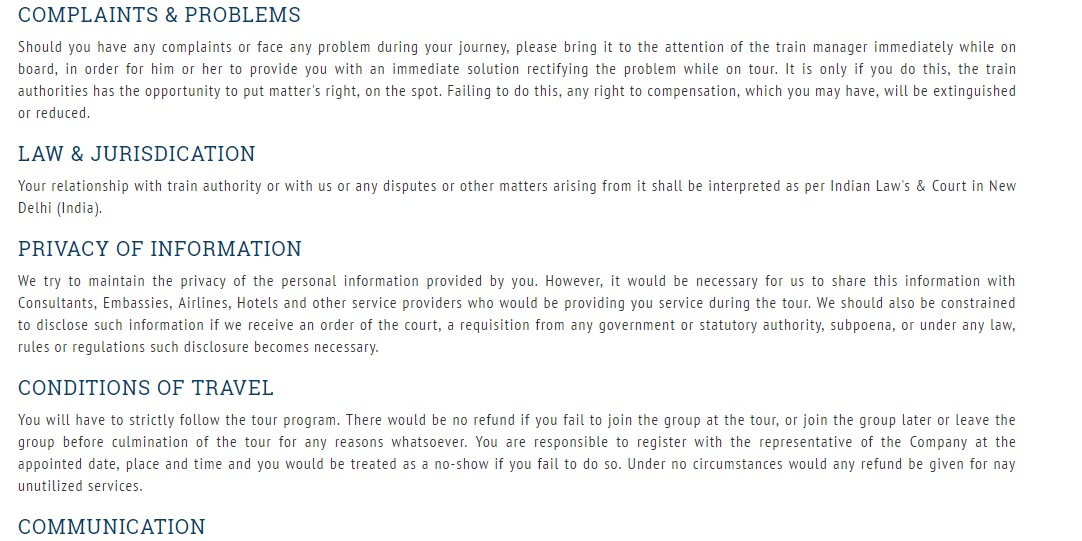 COMPLAINTS & PROBLEMS
Should you have any complaints or face any problem during your journey, please bring it to the attention of the train manager immediately while on
board, in order for him or her to provide you with an immediate solution rectifying the problem while on tour. It is only if you do this, the train
authorities has the opportunity to put matter's right, on the spot. Failing to do this, any right to compensation, which you may have, will be extinguished
or reduced.
LAW & JURISDICATION
Your relationship with train authority or with us or any disputes or other matters arising from it shall be interpreted as per Indian Law's & Court in New
Delhi (India).
PRIVACY OF INFORMATION
We try to maintain the privacy of the personal information provided by you. However, it would be necessary for us to share this information with
Consultants, Embassies, Airlines, Hotels and other service providers who would be providing you service during the tour. We should also be constrained
to disclose such information if we receive an order of the court, a requisition from any government or statutory authority, subpoena, or under any law,
rules or regulations such disclosure becomes necessary.
CONDITIONS OF TRAVEL
You will have to strictly follow the tour program. There would be no refund if you fail to join the group at the tour, or join the group later or leave the
group before culmination of the tour for any reasons whatsoever. You are responsible to register with the representative of the Company at the
appointed date, place and time and you would be treated as a no-show if you fail to do so. Under no circumstances would any refund be given for nay
unutilized services.
COMMUNICATION